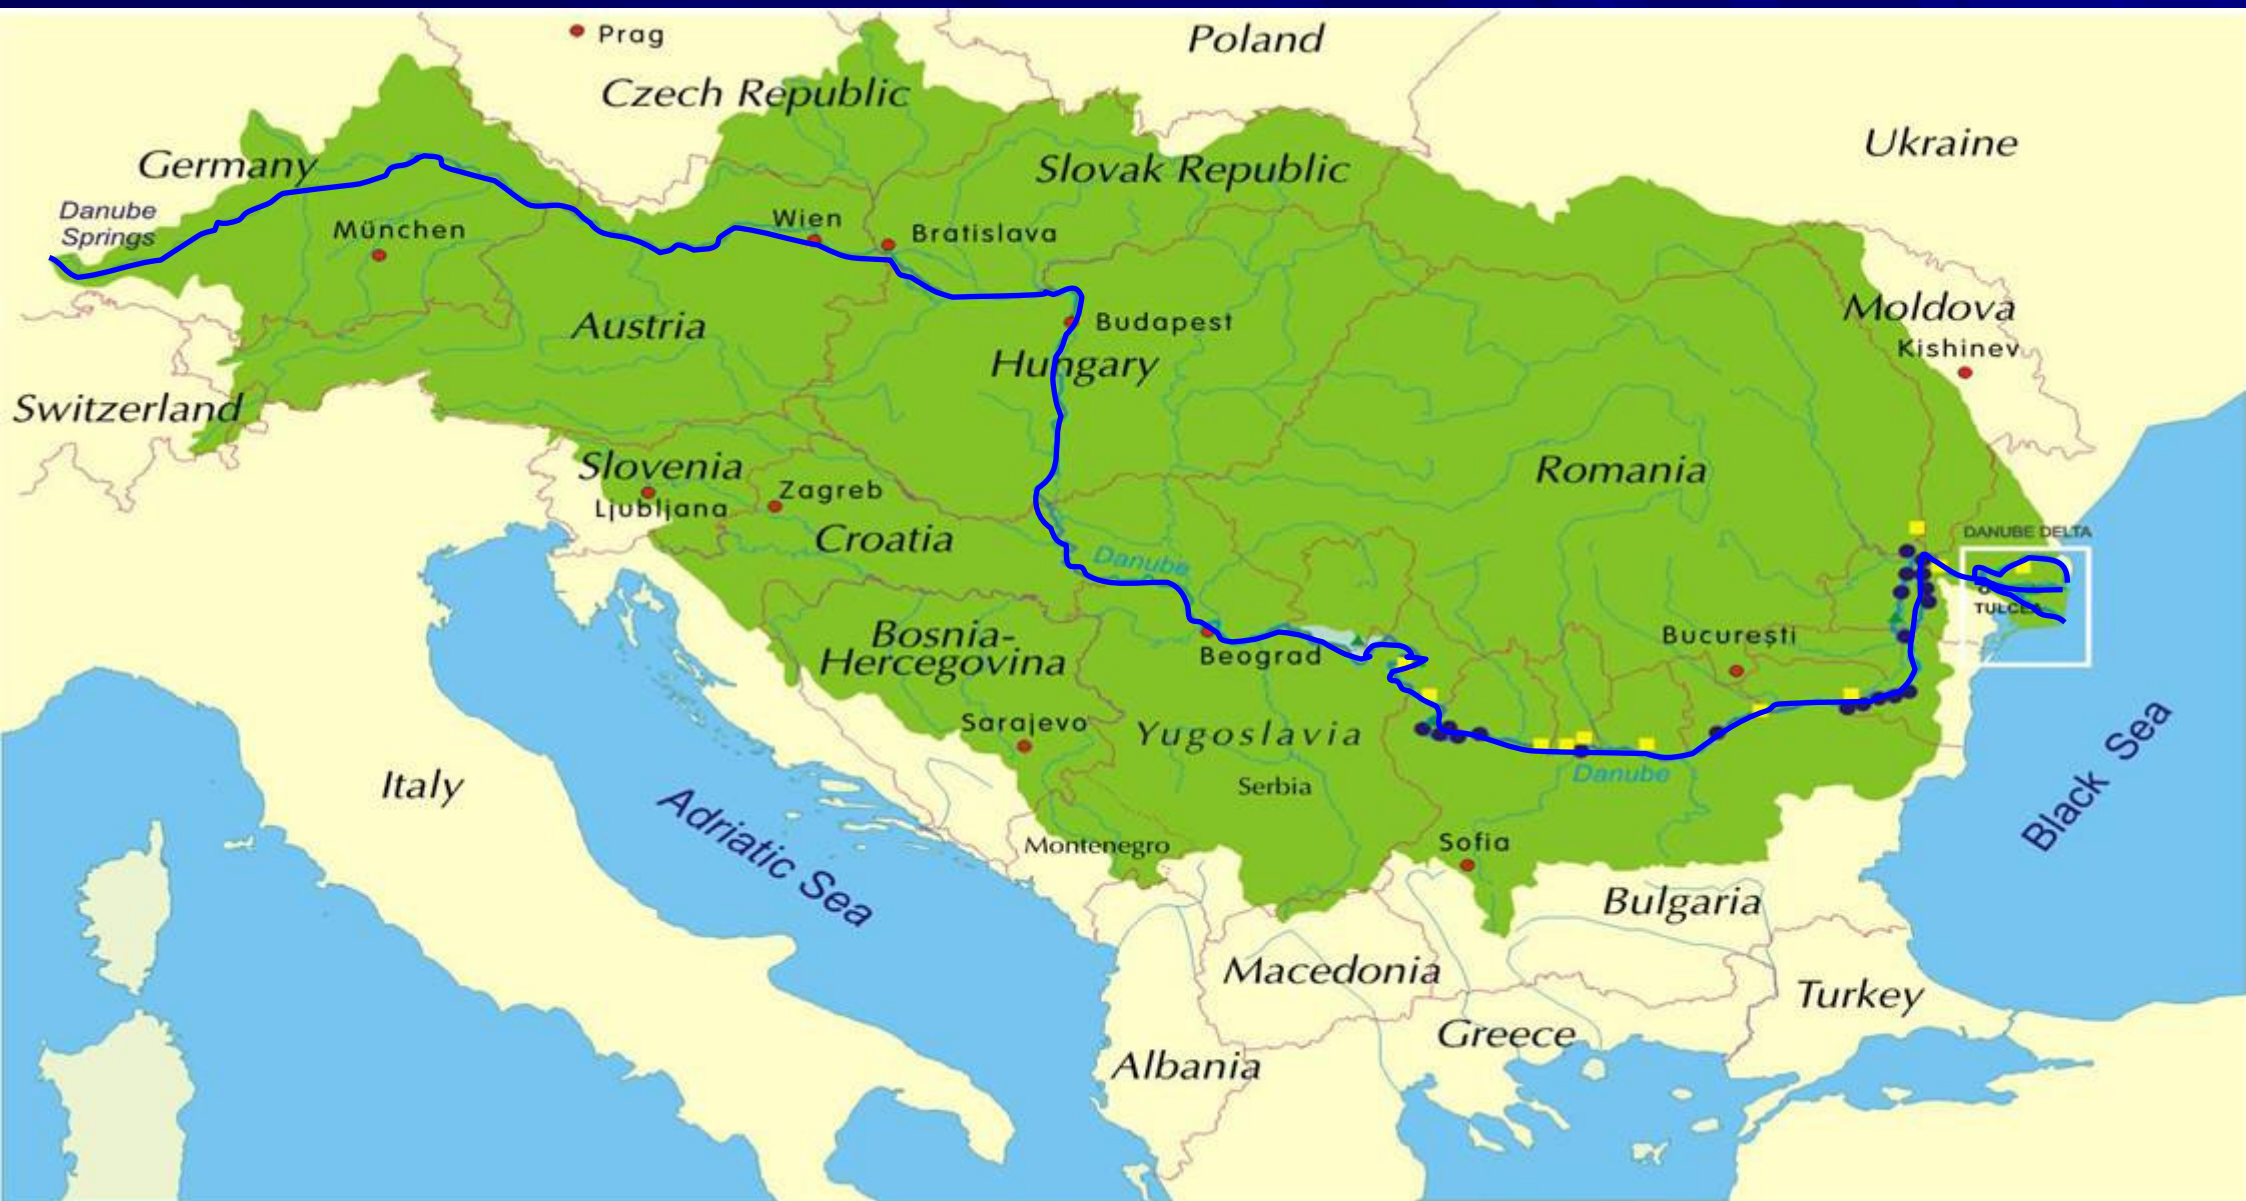 Prag
Poland
Czech Republic
Ukraine
Germany
Slovak Republic
Danube
Springs
München
Wien
Bratislava
Moldova
Kishinev
Austria
Budapest
Hungary
Switzerland
Slovenia
Ljubljana
Zagreb
Romania
Croatia
DANUBE DELTA
Danube
TULCEA
Bosnia-
Hercegovina
Beograd
Bucureşti
Sarajevo
Yugoslavia
Serbia
Danube
Italy
Adriatic Sea
Black Sea
Montenegro
Sofia
Bulgaria
Macedonia
Turkey
Greece
Albania